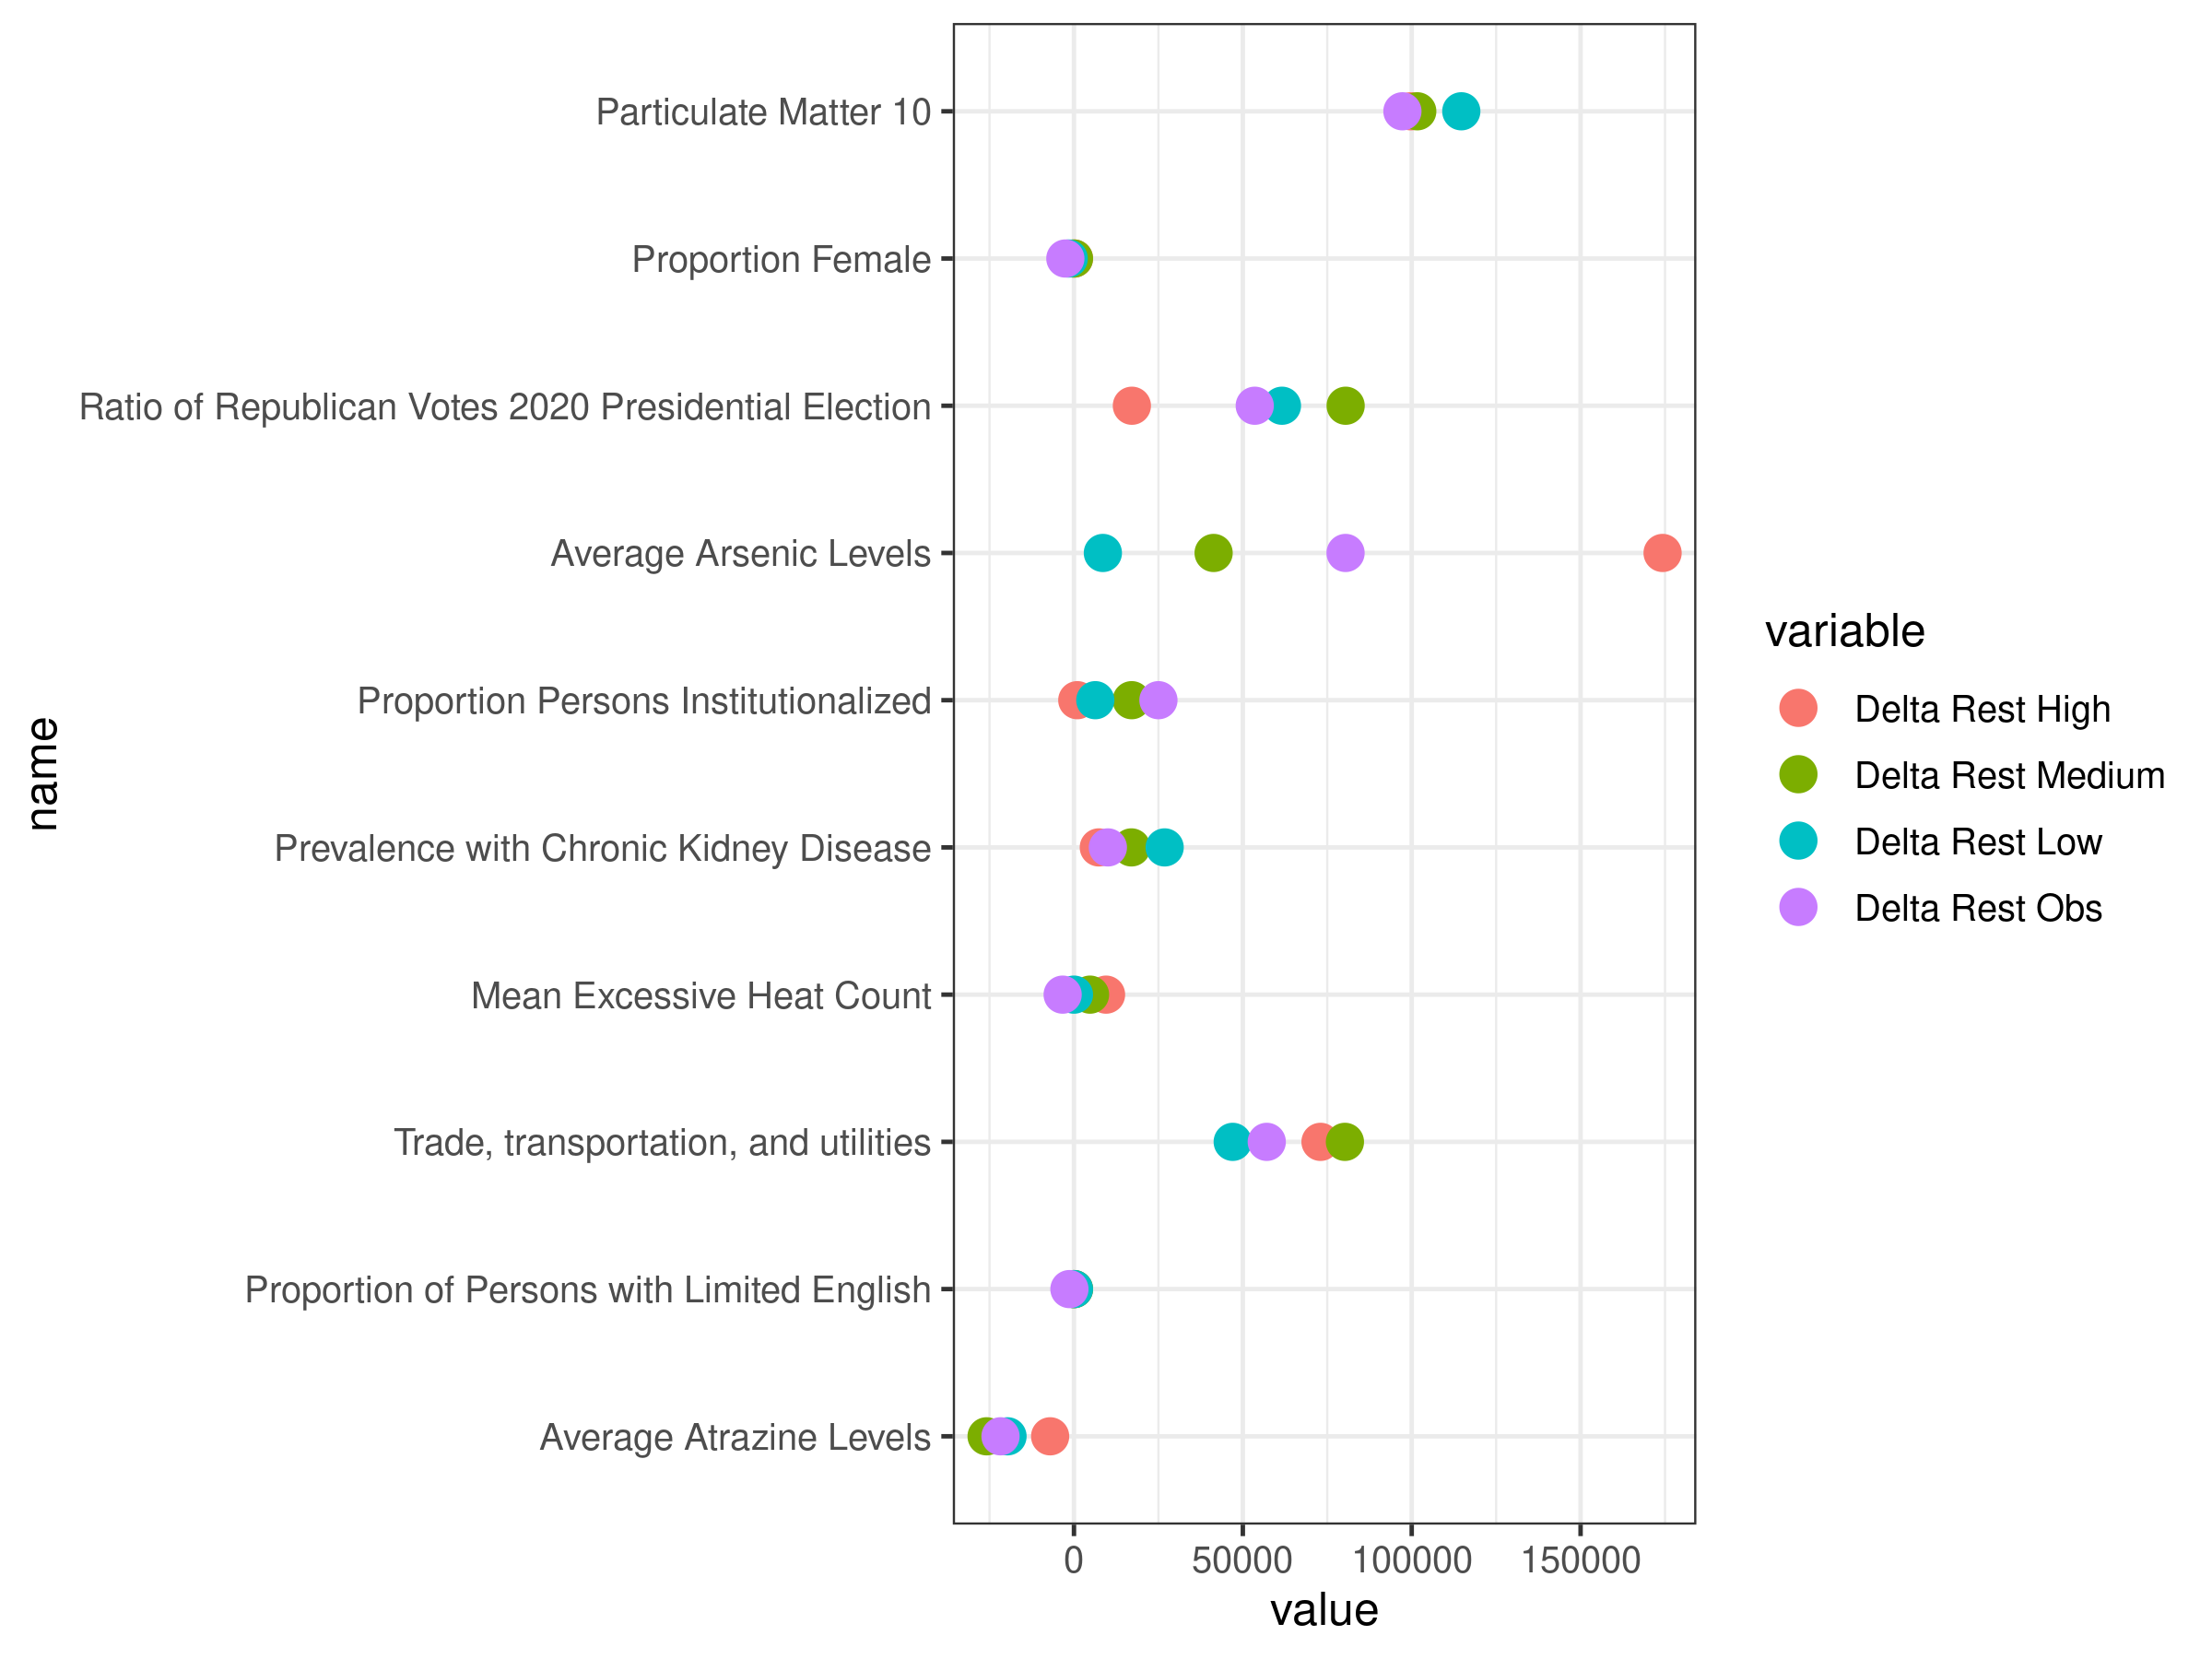 Particulate Matter 10
Proportion Female
Ratio of Republican Votes 2020 Presidential Election
Average Arsenic Levels
Proportion Persons Institutionalized
Prevalence with Chronic Kidney Disease
Mean Excessive Heat Count
Trade, transportation, and utilities
Proportion of Persons with Limited English
Average Atrazine Levels
name
0 50000 100000 150000
value
variable
Delta Rest High
Delta Rest Medium
Delta Rest Low
Delta Rest Obs